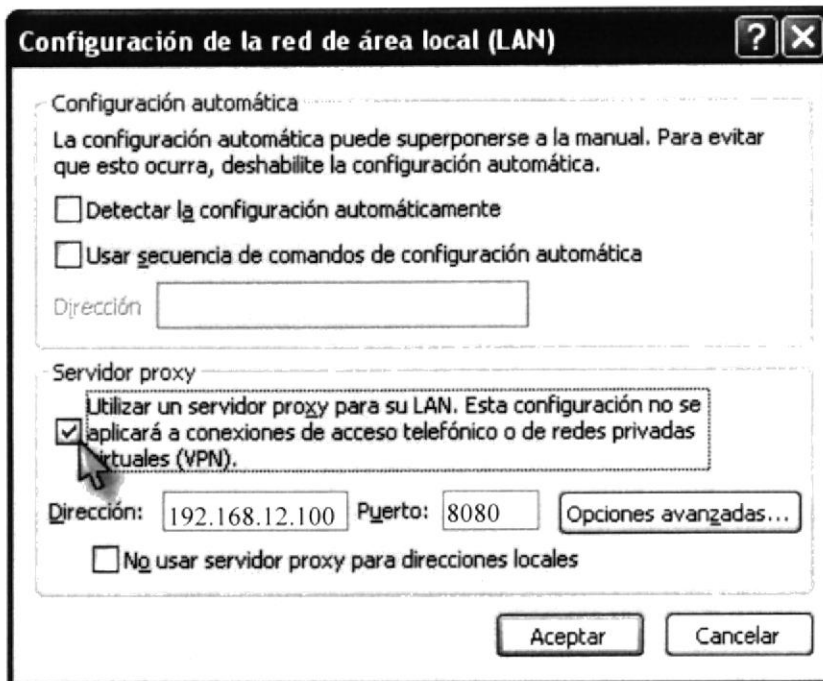 Configuración de la red de área local (LAN)
Configuración automática
La configuración automática puede superponerse a la manual. Para evitar
que esto ocurra, deshabilite la configuración automática.
Detectar la configuración automáticamente
Usar secuencia de comandos de configuración automática
Dirección
Servidor proxy
Utilizar un servidor proxy para su LAN. Esta configuración no se
aplicará a conexiones de acceso telefónico o de redes privadas
virtuales (VPN).
Dirección: 192.168.12.100 Puerto: 8080 Opciones avanzadas...
No usar servidor proxy para direcciones locales
Aceptar Cancelar